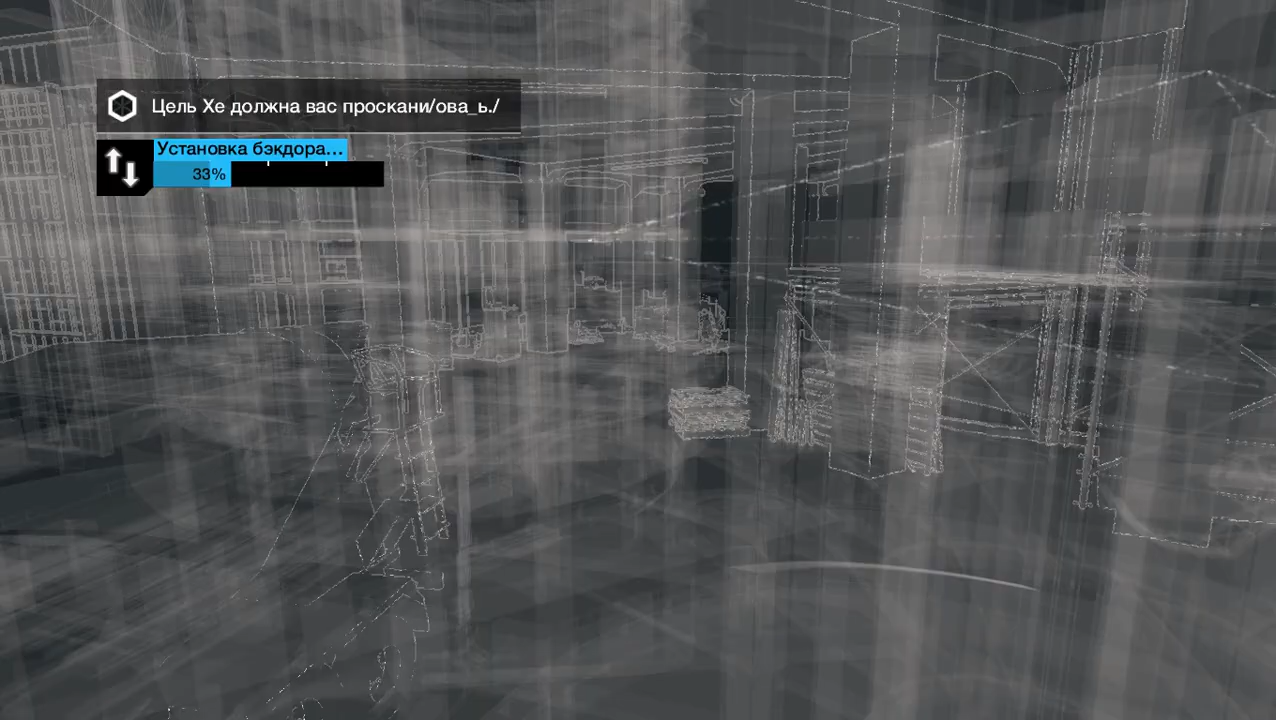 Цель Хе должна вас проскани/ова_ь./
Установка бэкдора...
33%